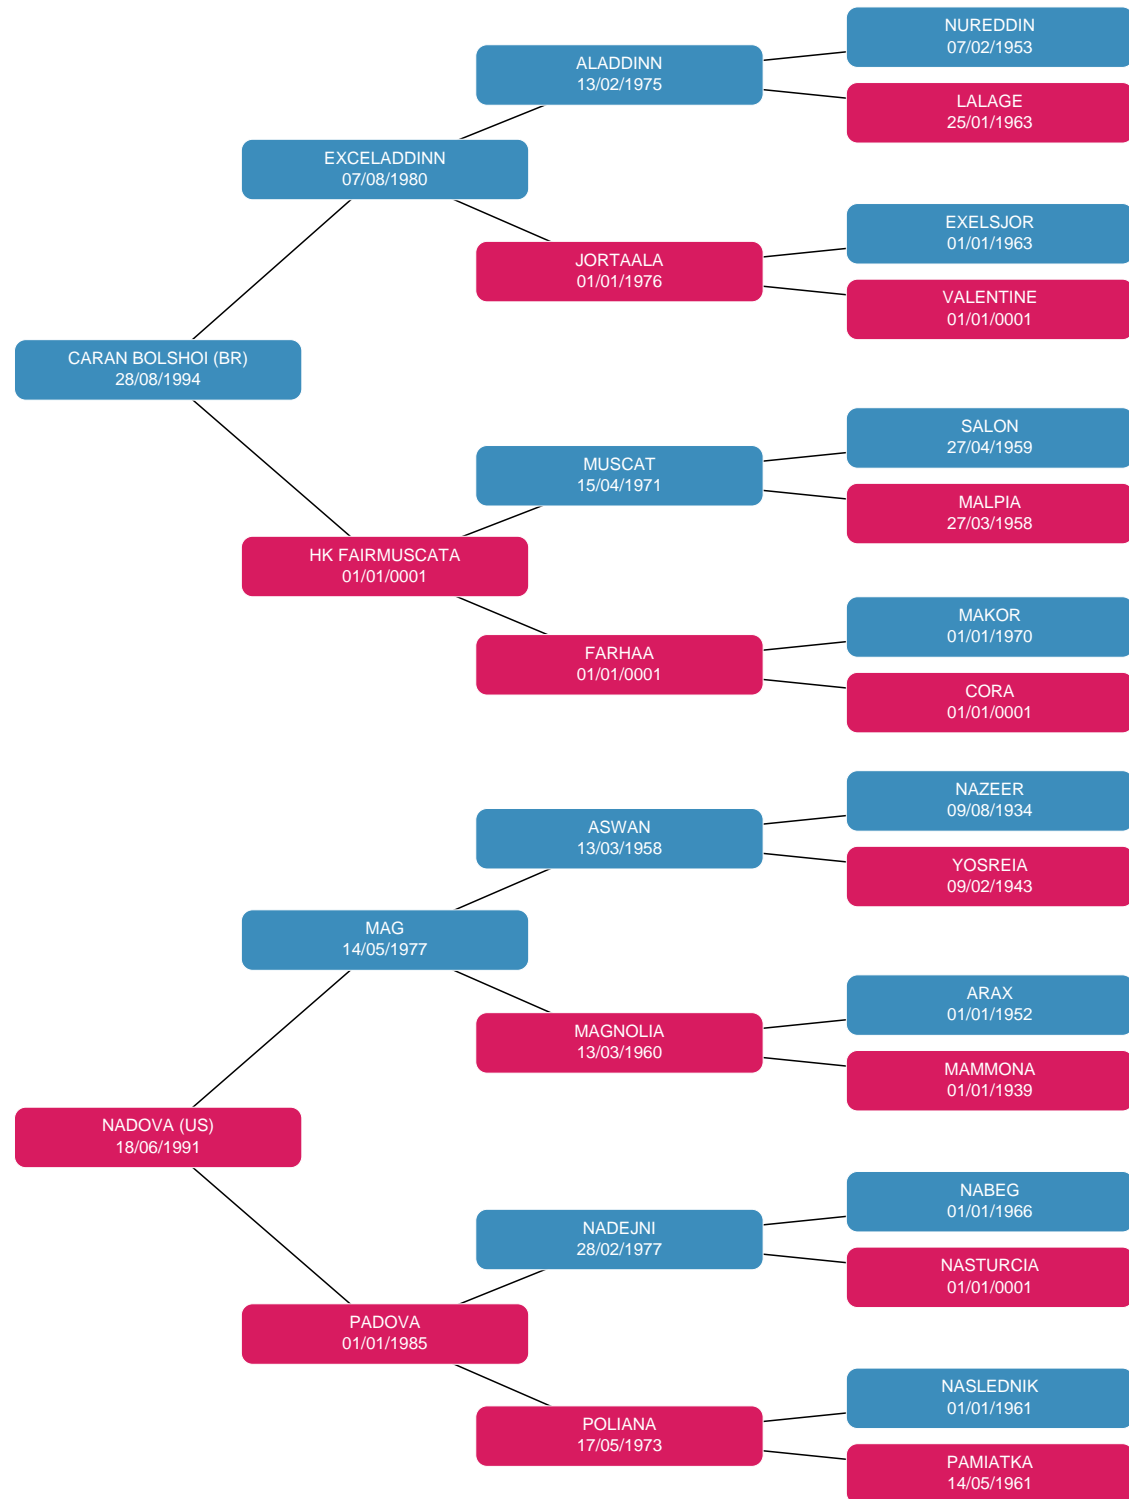 NUREDDIN
07/02/1953
ALADDINN
13/02/1975
LALAGE
25/01/1963
EXCELADDINN
07/08/1980
EXELSJOR
01/01/1963
JORTAALA
01/01/1976
VALENTINE
01/01/0001
CARAN BOLSHOI (BR)
28/08/1994
SALON
27/04/1959
MUSCAT
15/04/1971
MALPIA
27/03/1958
HK FAIRMUSCATA
01/01/0001
MAKOR
01/01/1970
FARHAA
01/01/0001
CORA
01/01/0001
NAZEER
09/08/1934
ASWAN
13/03/1958
YOSREIA
09/02/1943
MAG
14/05/1977
ARAX
01/01/1952
MAGNOLIA
13/03/1960
MAMMONA
01/01/1939
NADOVA (US)
18/06/1991
NABEG
01/01/1966
NADEJNI
28/02/1977
NASTURCIA
01/01/0001
PADOVA
01/01/1985
NASLEDNIK
01/01/1961
POLIANA
17/05/1973
PAMIATKA
14/05/1961